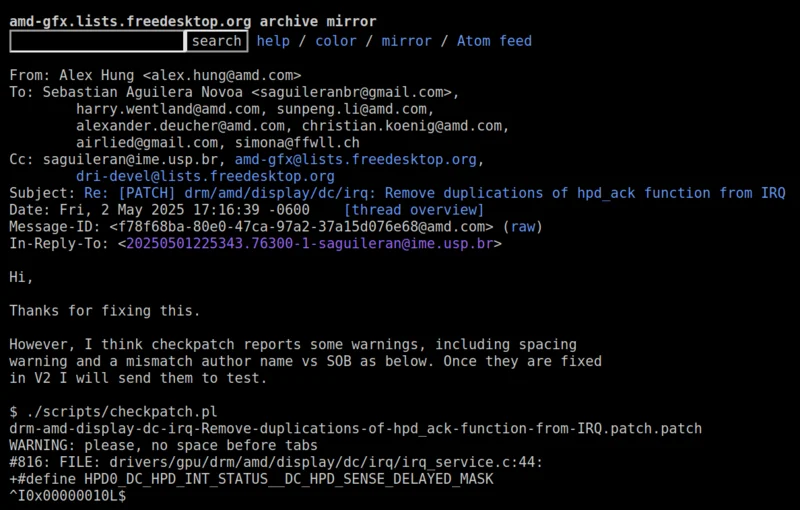 amd-gfx.lists.freedesktop.org archive mirror
search help / color / mirror / Atom feed
From: Alex Hung <alex.hung@amd.com>
To: Sebastian Aguilera Novoa <saguileranbr@gmail.com>,
harry.wentland@amd.com, sunpeng.li@amd.com,
alexander.deucher@amd.com, christian.koenig@amd.com,
airlied@gmail.com, simona@ffwll.ch
Cc: saguileran@ime.usp.br, amd-gfx@lists.freedesktop.org,
dri-devel@lists.freedesktop.org
Subject: Re: [PATCH] drm/amd/display/dc/irq: Remove duplications of hpd_ack function from IRQ
Date: Fri, 2 May 2025 17:16:39 -0600 [thread overview]
Message-ID: <f78f68ba-80e0-47ca-97a2-37a15d076e68@amd.com> (raw)
In-Reply-To: <20250501225343.76300-1-saguileran@ime.usp.br>
Hi,
Thanks for fixing this.
However, I think checkpatch reports some warnings, including spacing
warning and a mismatch author name vs SOB as below. Once they are fixed
in V2 I will send them to test.
$ ./scripts/checkpatch.pl
drm-amd-display-dc-irq-Remove-duplications-of-hpd_ack-function-from-IRQ.patch.patch
WARNING: please, no space before tabs
#816: FILE: drivers/gpu/drm/amd/display/dc/irq/irq_service.c:44:
+#define HPD0_DC_HPD_INT_STATUS__DC_HPD_SENSE_DELAYED_MASK
^I0x00000010L$